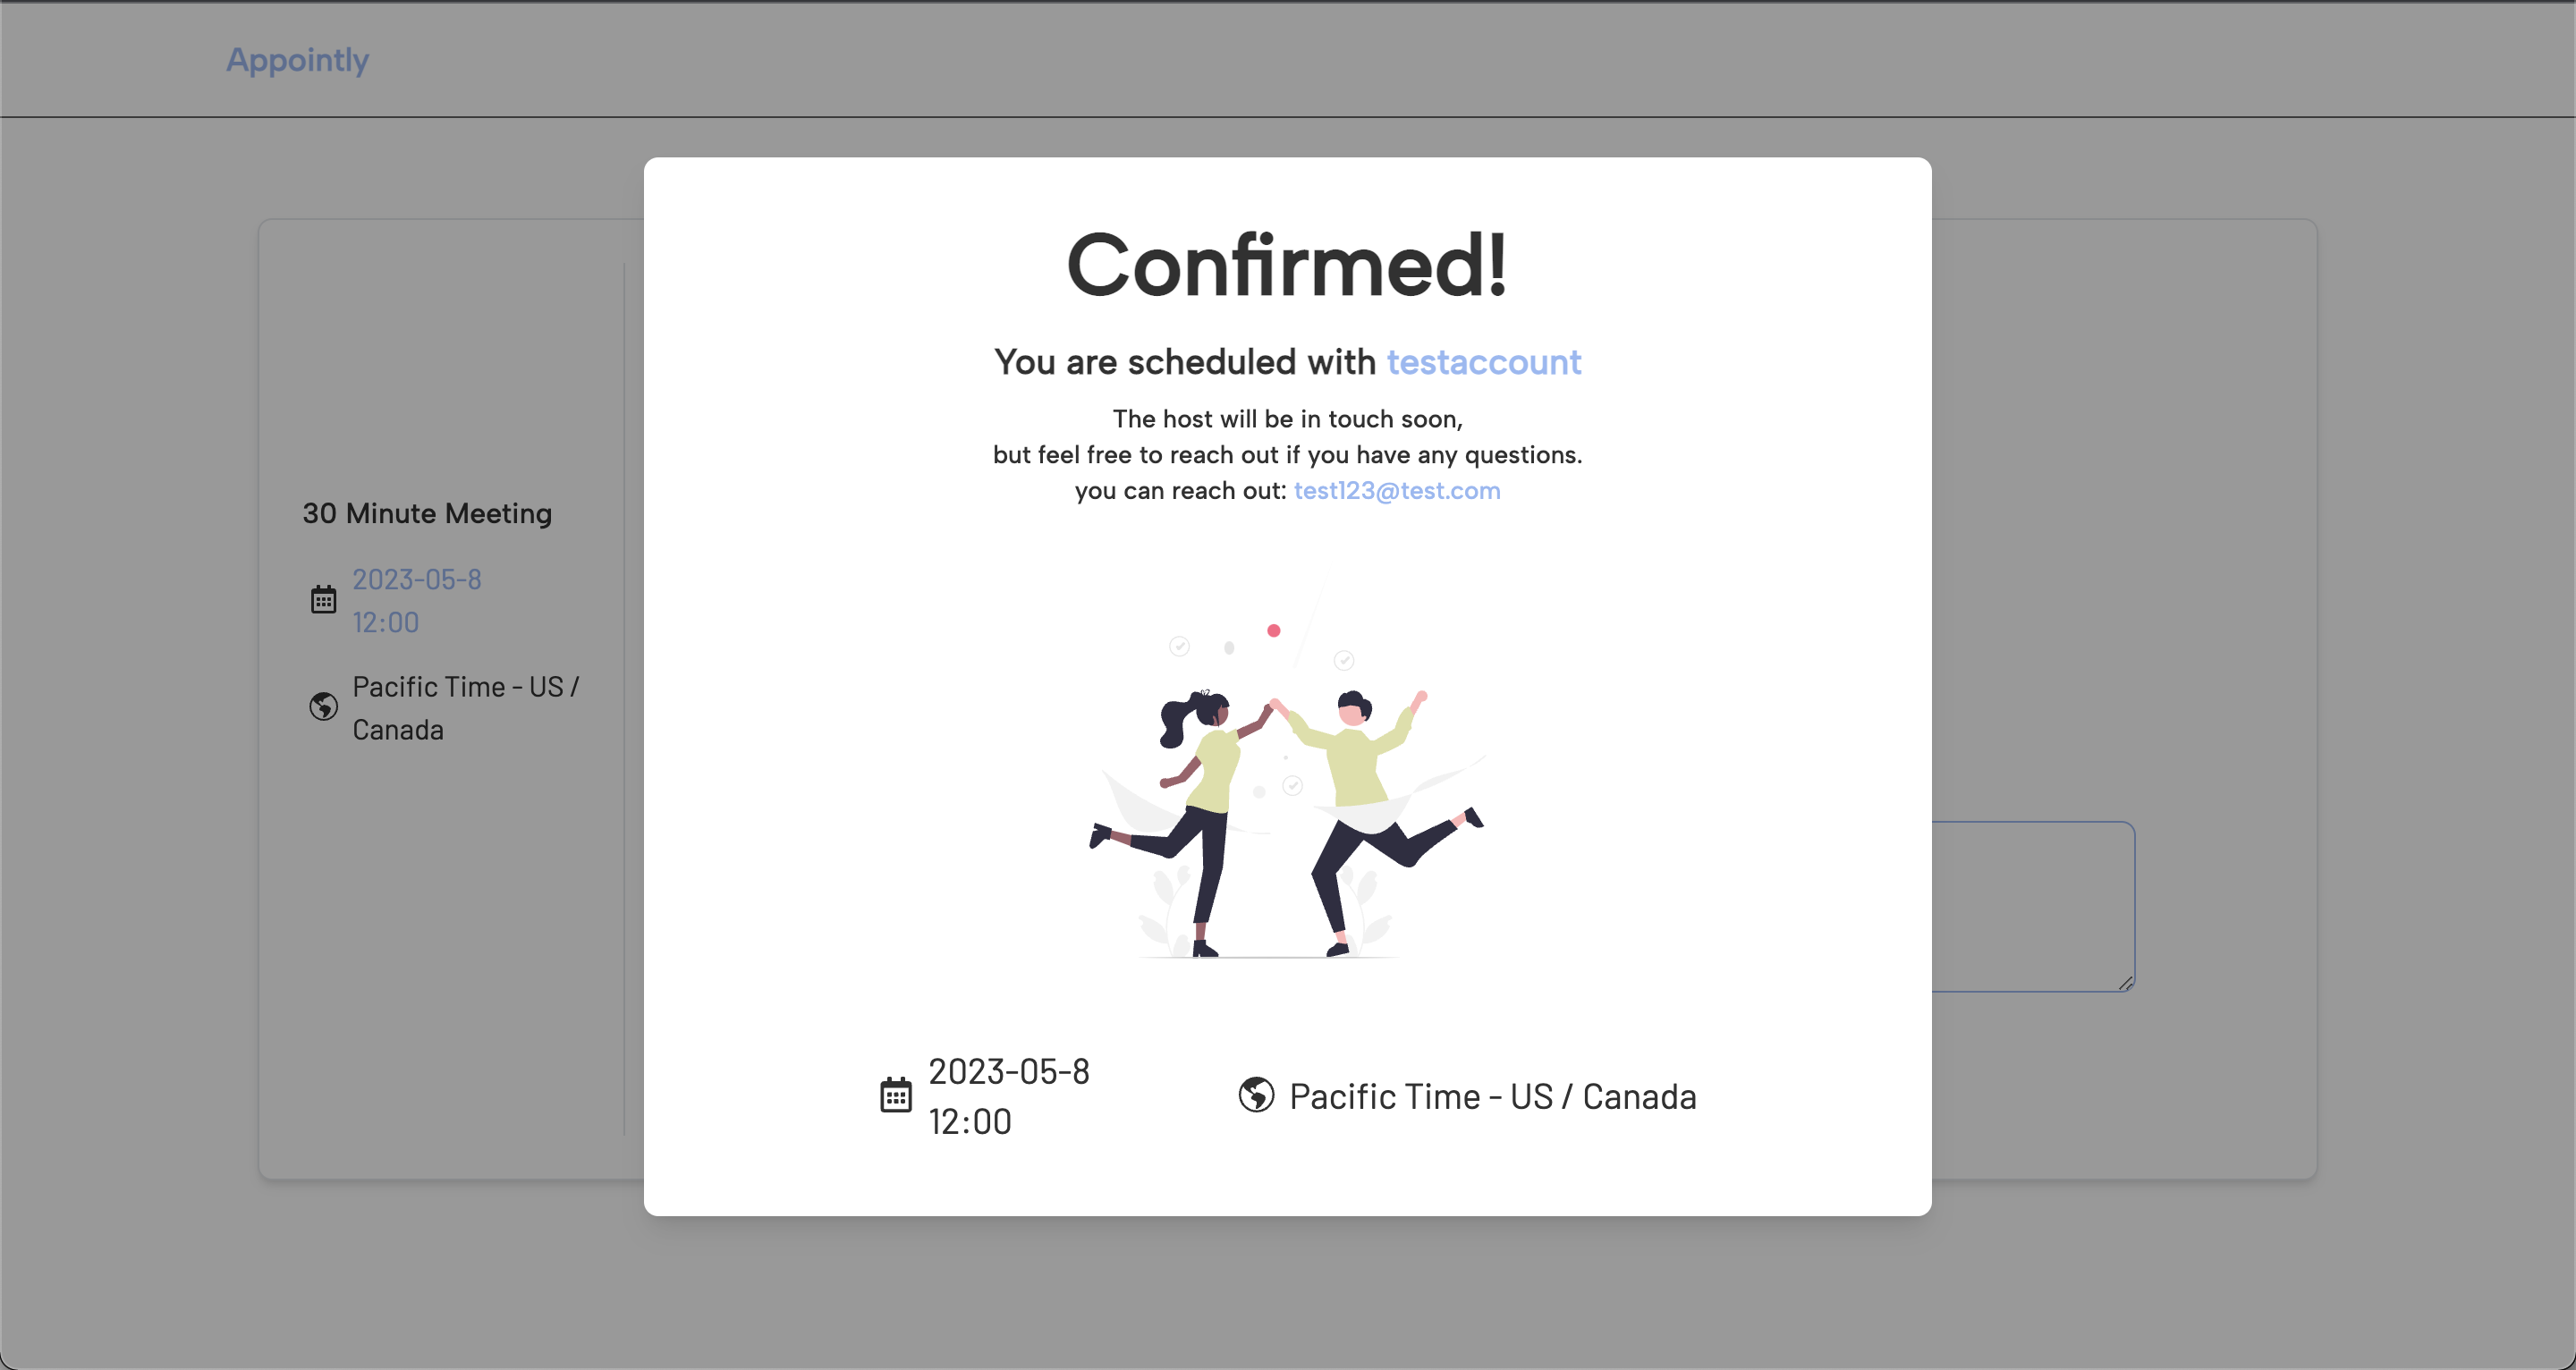 Appointly
Confirmed!
You are scheduled with testaccount
The host will be in touch soon,
but feel free to reach out if you have any questions.
you can reach out: test123@test.com
30 Minute Meeting
2023-05-8
12:00
Pacific Time - US /
Canada
2023-05-8
12:00
Pacific Time - US / Canada